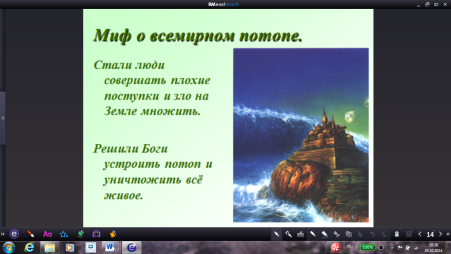 Миф о всемирном потопе.
Стали люди
совершать плохие
поступки и зло на
Земле множить.
Решили Боги
устроить потоп и
уничтожить всё
живое.
14